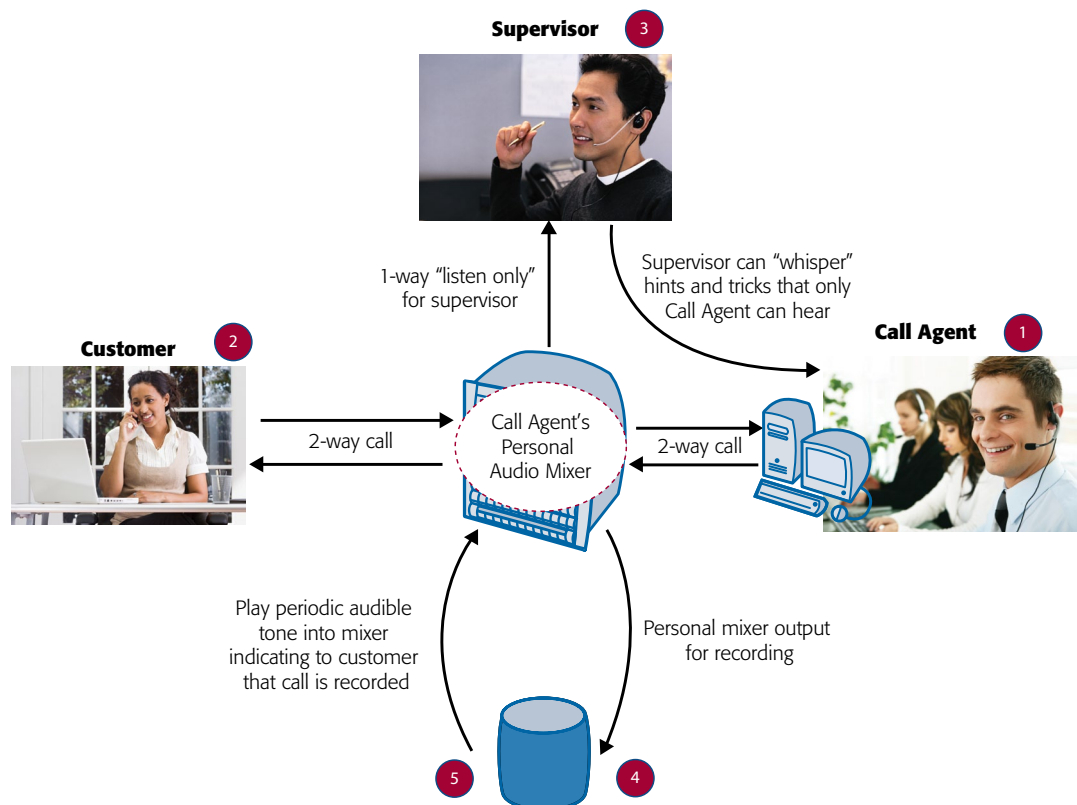 Supervisor 3
1-way “listen only”
for supervisor
Supervisor can “whisper”
hints and tricks that only
Call Agent can hear
Customer 2
Call Agent 1
2-way call
Call Agent’s
Personal
Audio Mixer
2-way call
Play periodic audible
tone into mixer
indicating to customer
that call is recorded
Personal mixer output
for recording
5
4